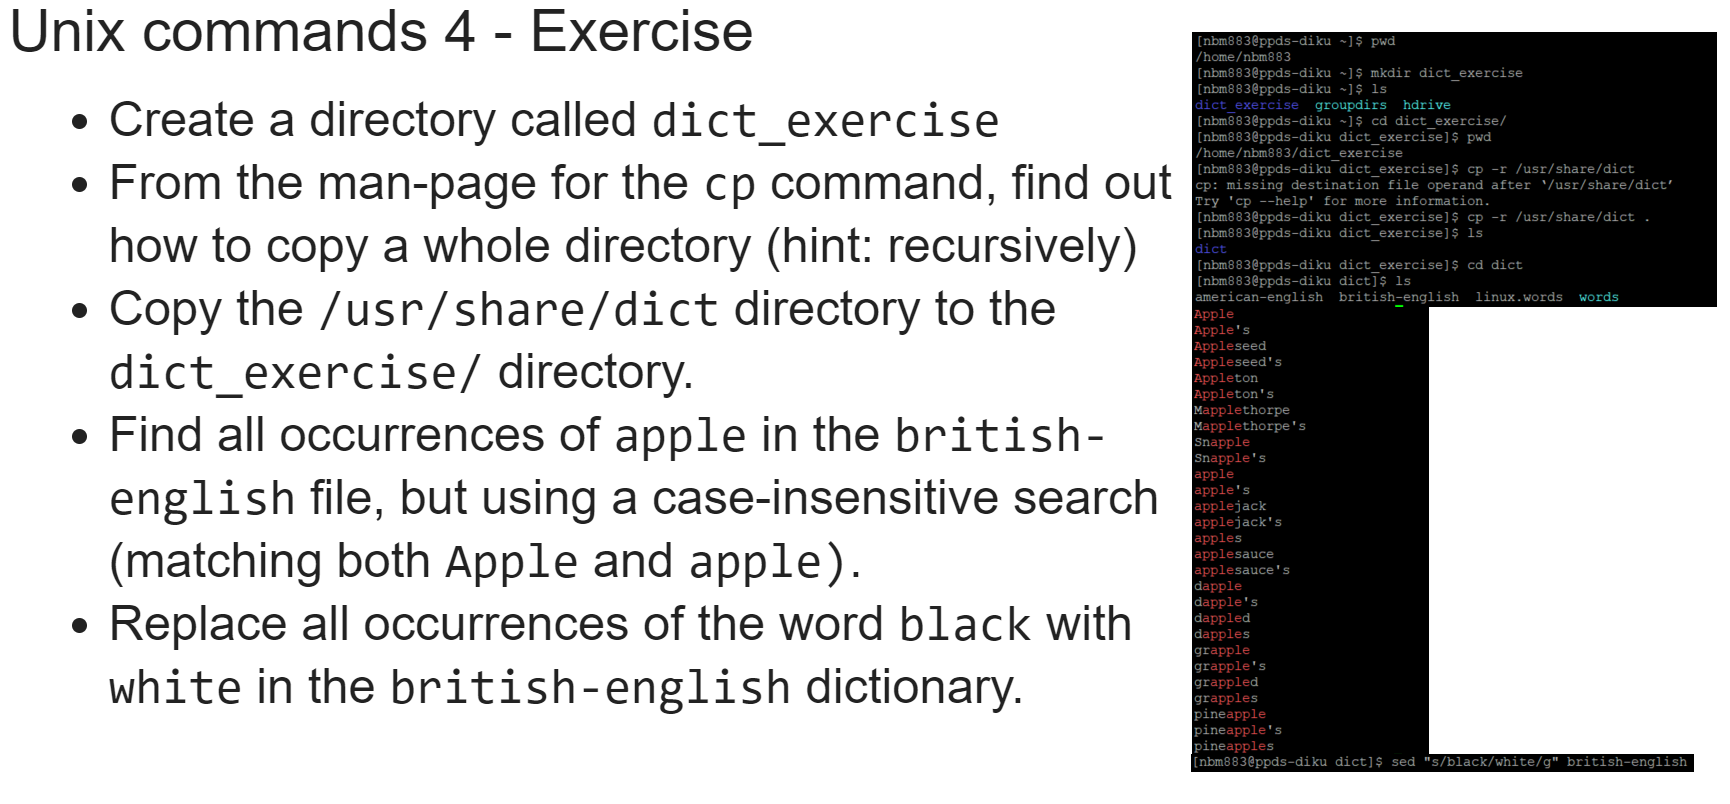 Unix commands 4 - Exercise
• Create a directory called dict_exercise
• From the man-page for the cp command, find out
how to copy a whole directory (hint: recursively)
• Copy the /usr/share/dict directory to the
dict_exercise/ directory.
• Find all occurrences of apple in the british-
english file, but using a case-insensitive search
(matching both Apple and apple).
• Replace all occurrences of the word black with
white in the british-english dictionary.
[nbm883@ppds-diku ~]$ pwd
/home/nbm883
[nbm883@ppds-diku ~]$ mkdir dict_exercise
[nbm883@ppds-diku ~]$ ls
dict_exercise  groupdirs  hdrive
[nbm883@ppds-diku ~]$ cd dict_exercise/
[nbm883@ppds-diku dict_exercise]$ pwd
/home/nbm883/dict_exercise
[nbm883@ppds-diku dict_exercise]$ cp -r /usr/share/dict
cp: missing destination file operand after ‘/usr/share/dict’
Try 'cp --help' for more information.
[nbm883@ppds-diku dict_exercise]$ cp -r /usr/share/dict .
[nbm883@ppds-diku dict_exercise]$ ls
dict
[nbm883@ppds-diku dict_exercise]$ cd dict
[nbm883@ppds-diku dict]$ ls
american-english  british-english  linux.words  words
Apple
Apple's
Appleseed
Appleseed's
Appleton
Appleton's
Mapplethorpe
Mapplethorpe's
Snapple
Snapple's
apple
apple's
applejack
applejack's
apples
applesauce
applesauce's
dapple
dapple's
dappled
dapples
grapple
grapple's
grappled
grapples
pineapple
pineapple's
pineapples
[nbm883@ppds-diku dict]$ sed "s/black/white/g" british-english